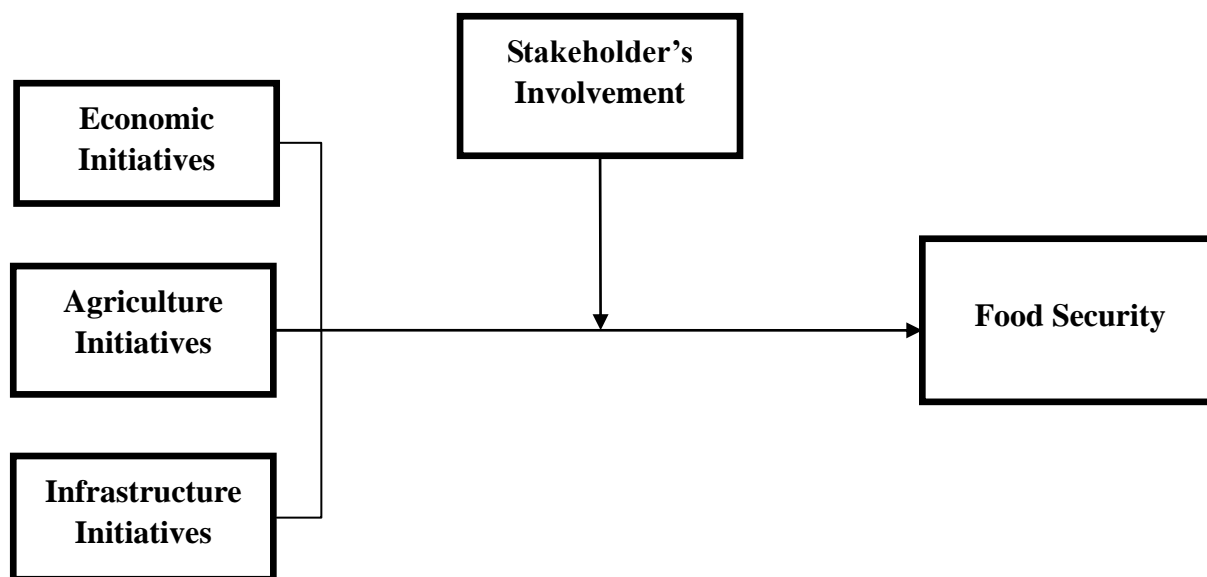 Stakeholder’s
Involvement
Economic
Initiatives
Agriculture
Initiatives
Food Security
Infrastructure
Initiatives